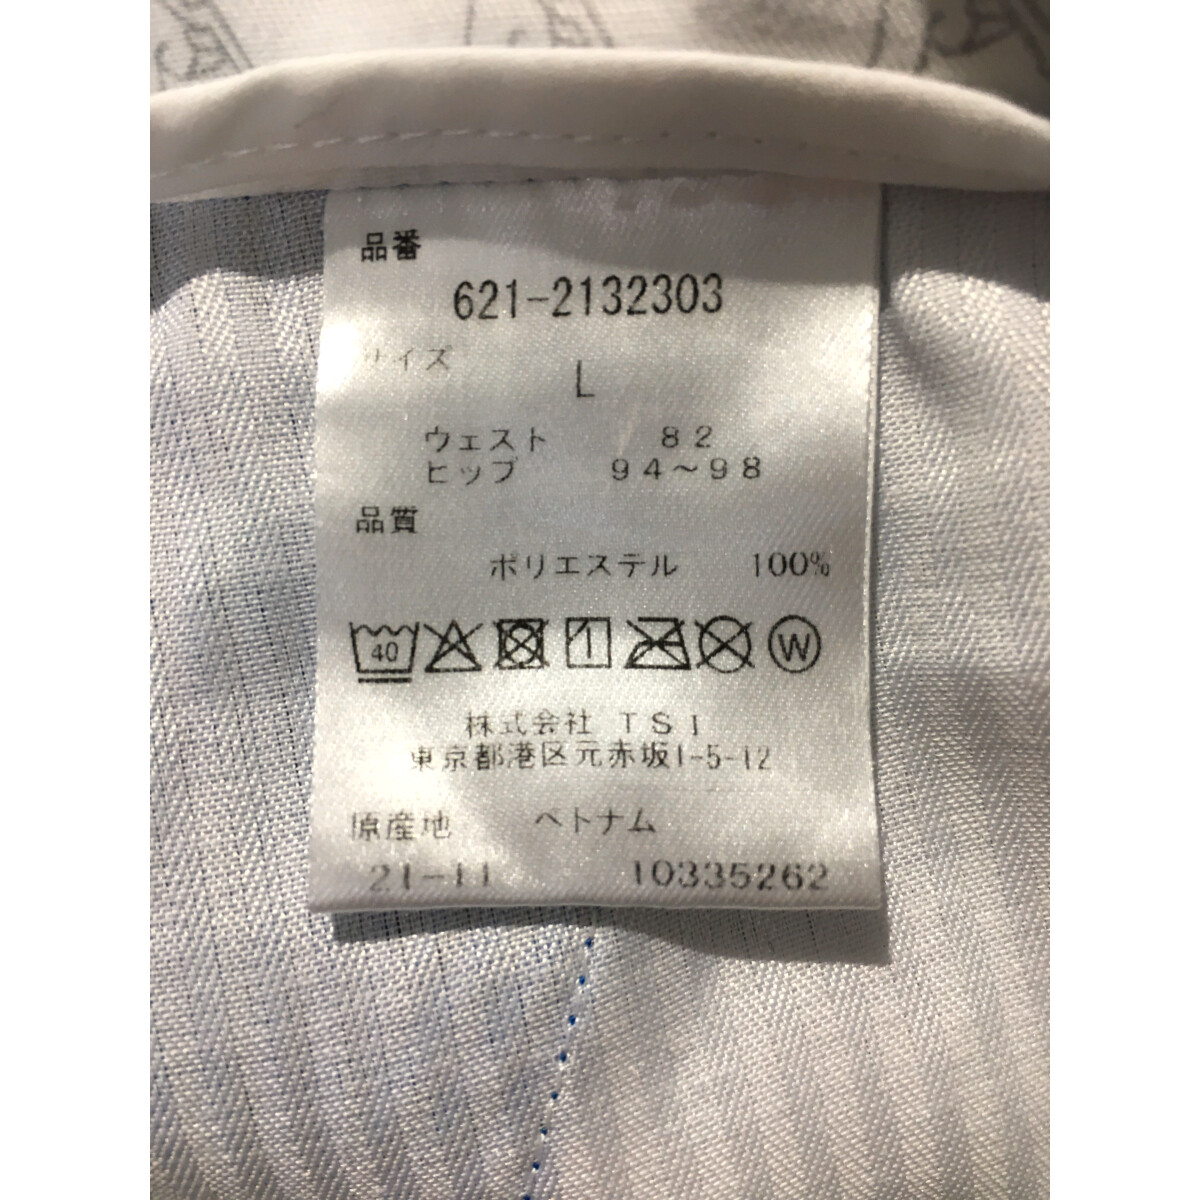 品番
621-2132303
サイズ
L
ウェスト 82
ヒップ 94~98
品質
ポリエステル 100%
40
W
株式会社 TSI
東京都港区元赤坂1-5-12
原産地 ベトナム
21-11 10335262